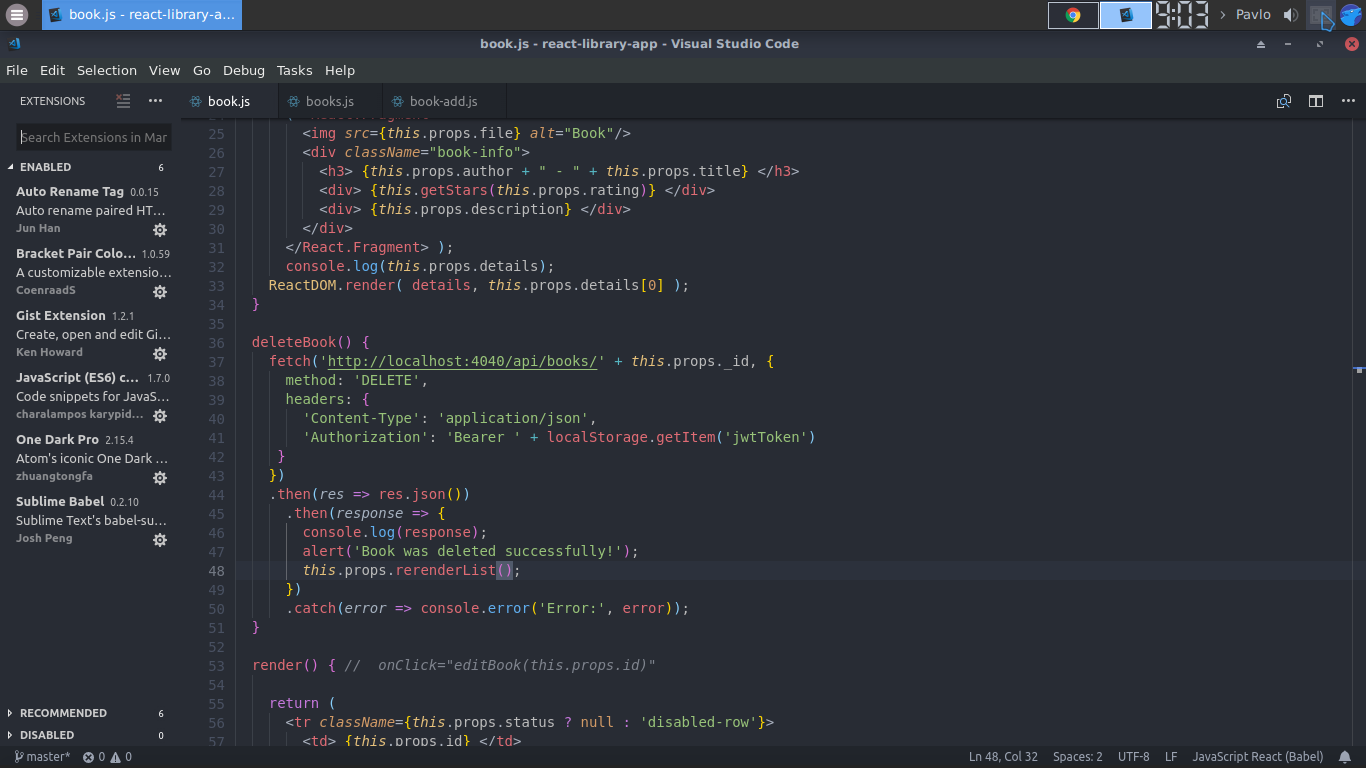 book.js - react-library-a...
9:03
Pavlo
book.js - react-library-app - Visual Studio Code
File Edit Selection View Go Debug Tasks Help
EXTENSIONS
book.js
books.js
book-add.js
Search Extensions in Mar
ENABLED 6
Auto Rename Tag 0.0.15
Auto rename paired HT...
Jun Han
Bracket Pair Colo... 1.0.59
A customizable extensio...
CoenraadS
Gist Extension 1.2.1
Create, open and edit Gi...
Ken Howard
JavaScript (ES6) c... 1.7.0
Code snippets for JavaS...
charalampos karypid...
One Dark Pro 2.15.4
Atom's iconic One Dark ...
zhuangtongfa
Sublime Babel 0.2.10
Sublime Text's babel-su...
Josh Peng
RECOMMENDED 6
DISABLED 0
25 <img src={this.props.file} alt="Book"/>
26 <div className="book-info">
27 <h3> {this.props.author + " - " + this.props.title} </h3>
28 <div> {this.getStars(this.props.rating)} </div>
29 <div> {this.props.description} </div>
30 </div>
31 </React.Fragment> );
32 console.log(this.props.details);
33 ReactDOM.render( details, this.props.details[0] );
34 }
35
36 deleteBook() {
37 fetch('http://localhost:4040/api/books/' + this.props._id, {
38 method: 'DELETE',
39 headers: {
40 'Content-Type': 'application/json',
41 'Authorization': 'Bearer ' + localStorage.getItem('jwtToken')
42 }
43 })
44 .then(res => res.json())
45 .then(response => {
46 console.log(response);
47 alert('Book was deleted successfully!');
48 this.props.rerenderList();
49 })
50 .catch(error => console.error('Error:', error));
51 }
52
53 render() { // onClick="editBook(this.props.id)"
54
55 return (
56 <tr className={this.props.status ? null : 'disabled-row'}>
57 <td> {this.props.id} </td>
master* 0 0
Ln 48, Col 32 Spaces: 2 UTF-8 LF JavaScript React (Babel)